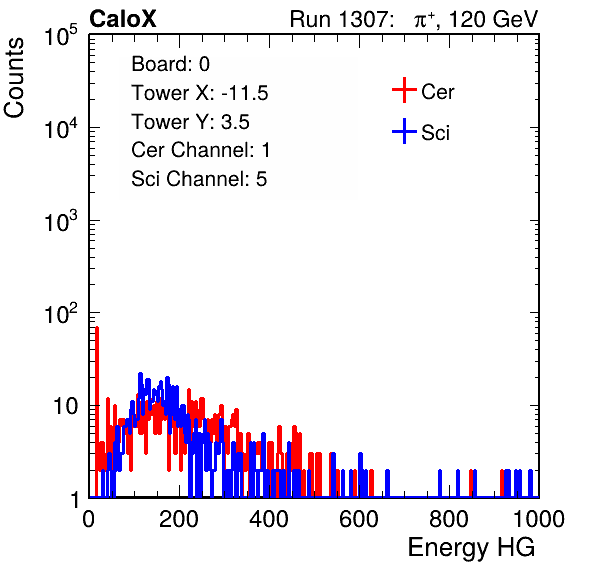 CaloX Run 1307: π⁺, 120 GeV
Counts
10⁵
10⁴
10³
10²
10
1
Board: 0
Tower X: -11.5
Tower Y: 3.5
Cer Channel: 1
Sci Channel: 5
Cer
Sci
0 200 400 600 800 1000
Energy HG